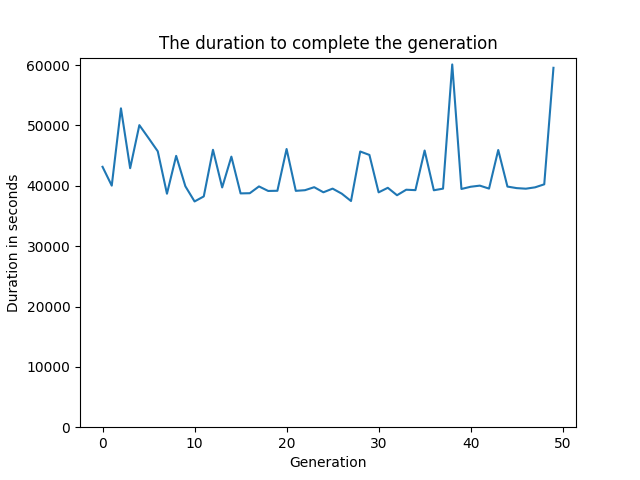 The duration to complete the generation
60000
50000
40000
30000
20000
10000
0
Duration in seconds
0 10 20 30 40 50
Generation